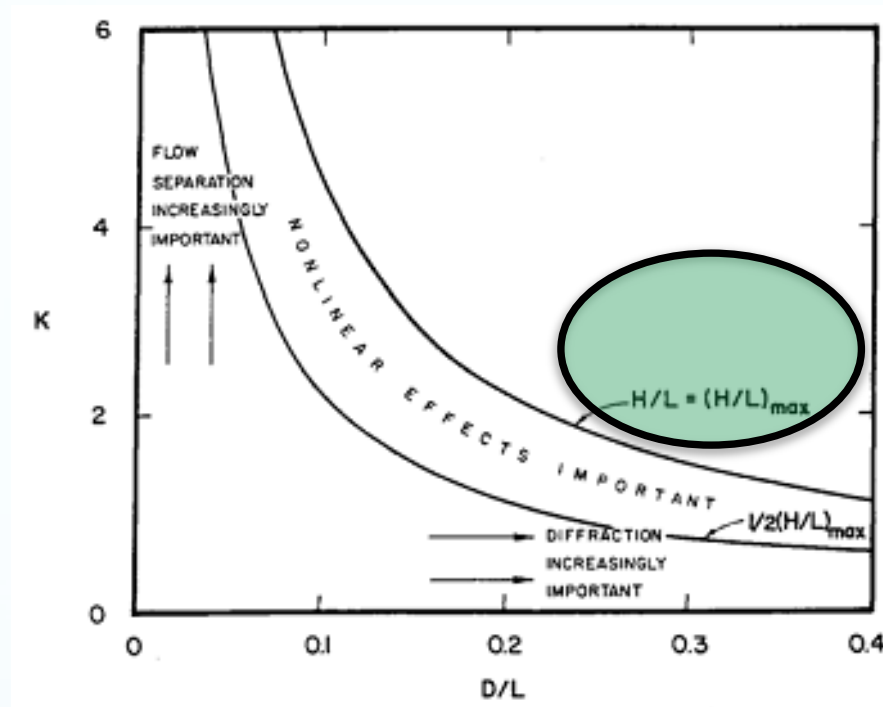 6
FLOW
SEPARATION
INCREASINGLY
IMPORTANT
4
NONLINEAR EFFECTS IMPORTANT
K
H/L = (H/L)max
2
1/2(H/L)max
DIFFRACTION
INCREASINGLY
IMPORTANT
0
0 0.1 0.2 0.3 0.4
D/L